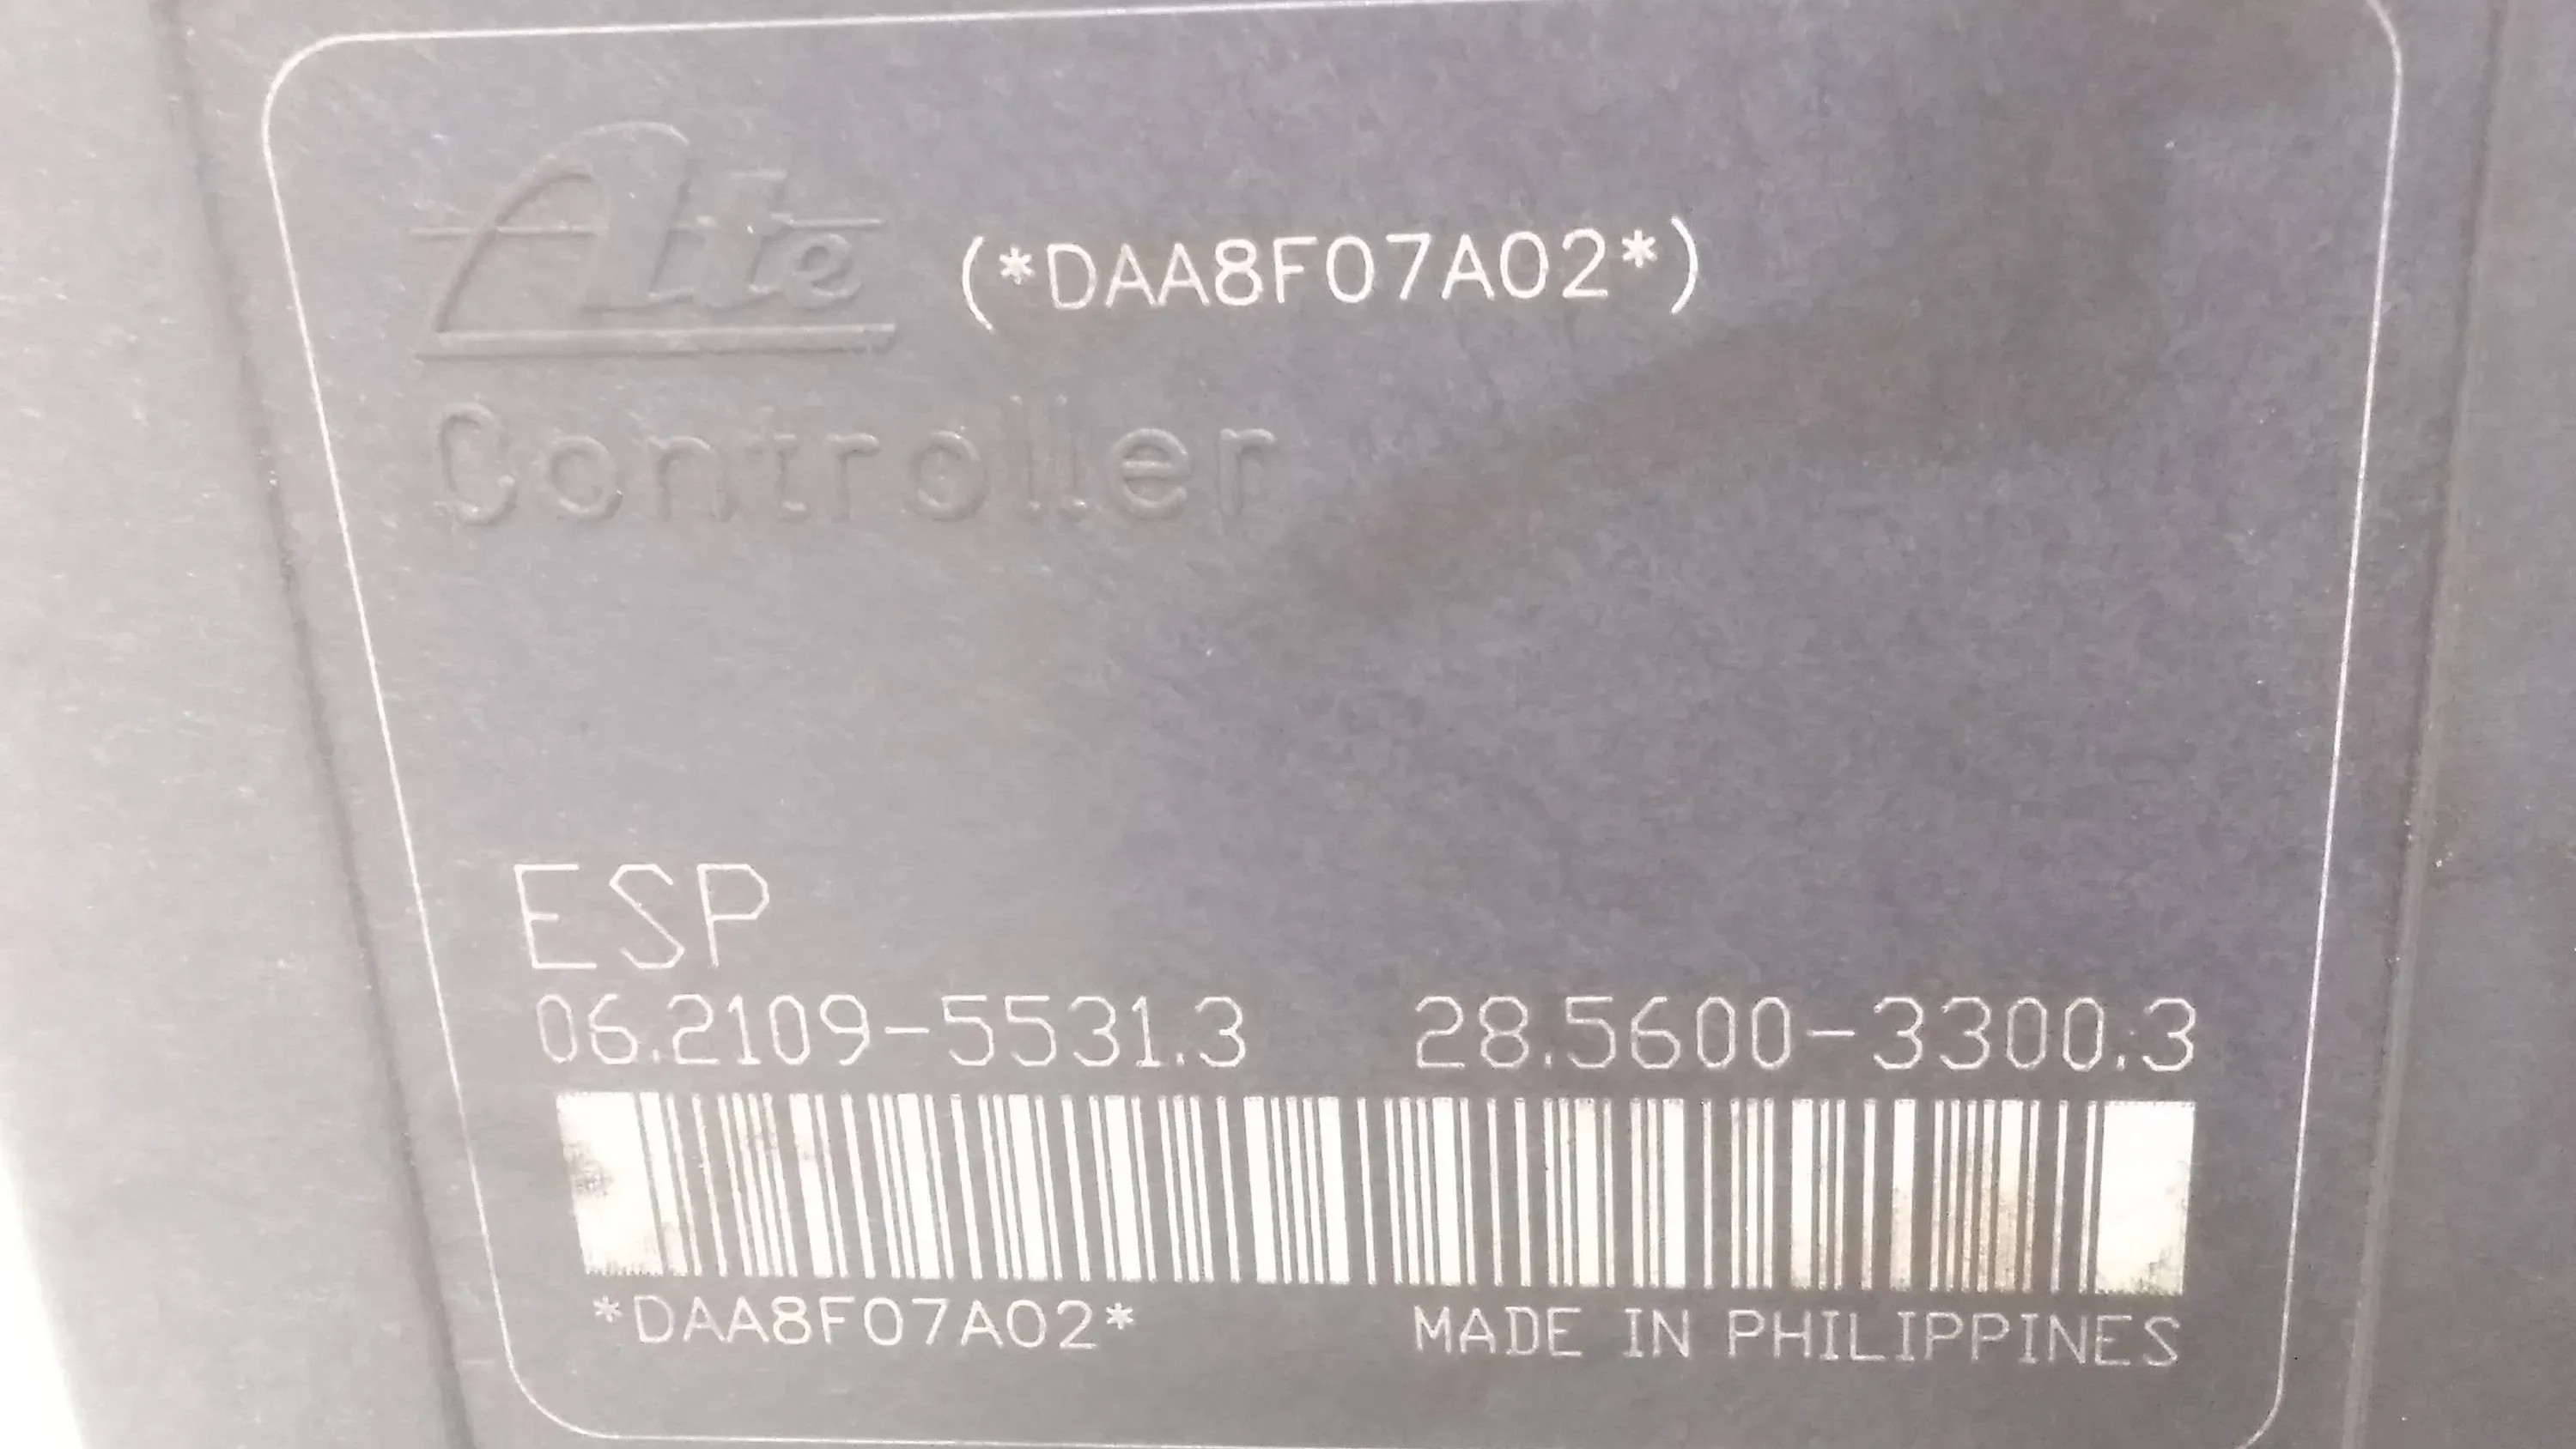 Ate (*DAA8F07A02*)
Controller
ESP
06.2109-5531.3 28.5600-3300.3
*DAA8F07A02* MADE IN PHILIPPINES